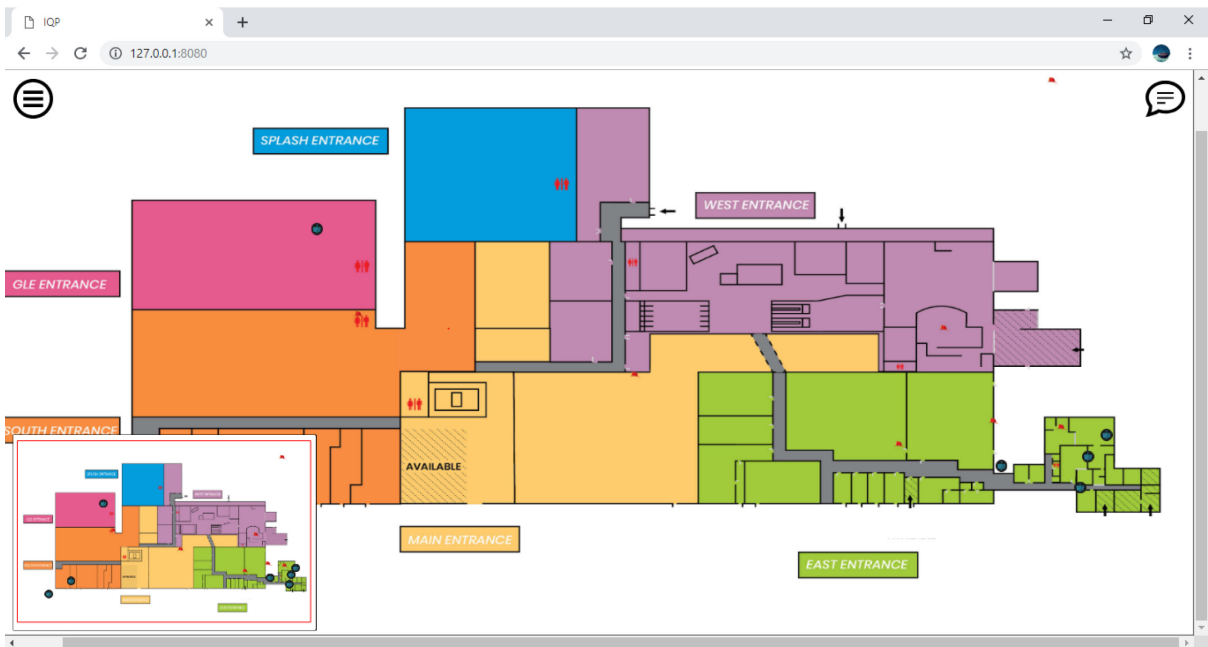 IQP
127.0.0.1:8080
SPLASH ENTRANCE
WEST ENTRANCE
GLE ENTRANCE
SOUTH ENTRANCE
AVAILABLE
MAIN ENTRANCE
EAST ENTRANCE